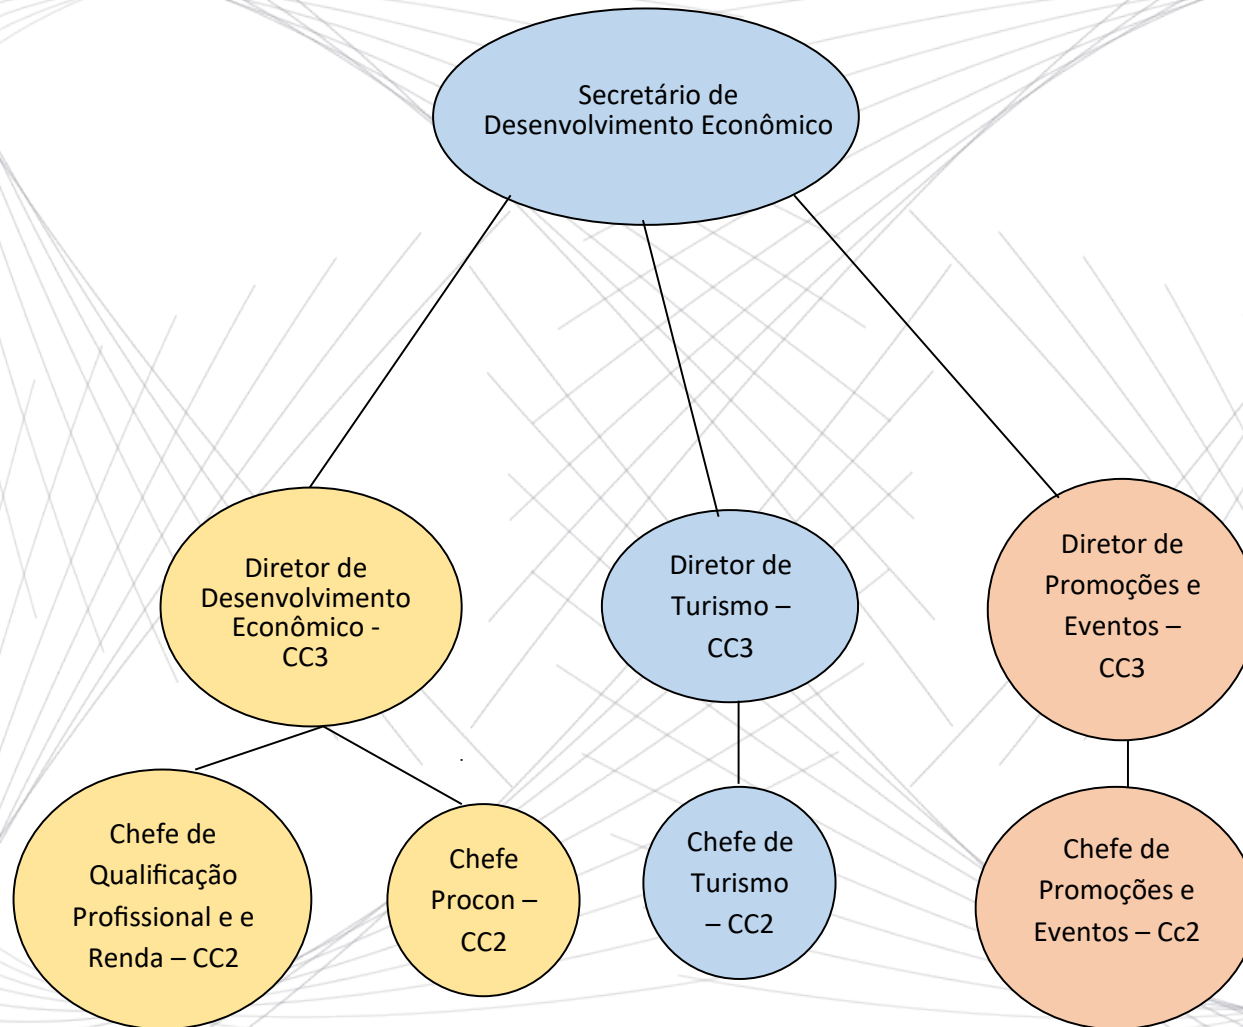 Secretário de
Desenvolvimento Econômico
Diretor de
Desenvolvimento
Econômico -
CC3
Diretor de
Turismo –
CC3
Diretor de
Promoções e
Eventos –
CC3
Chefe de
Qualificação
Profissional e e
Renda – CC2
Chefe
Procon –
CC2
Chefe de
Turismo
– CC2
Chefe de
Promoções e
Eventos – Cc2